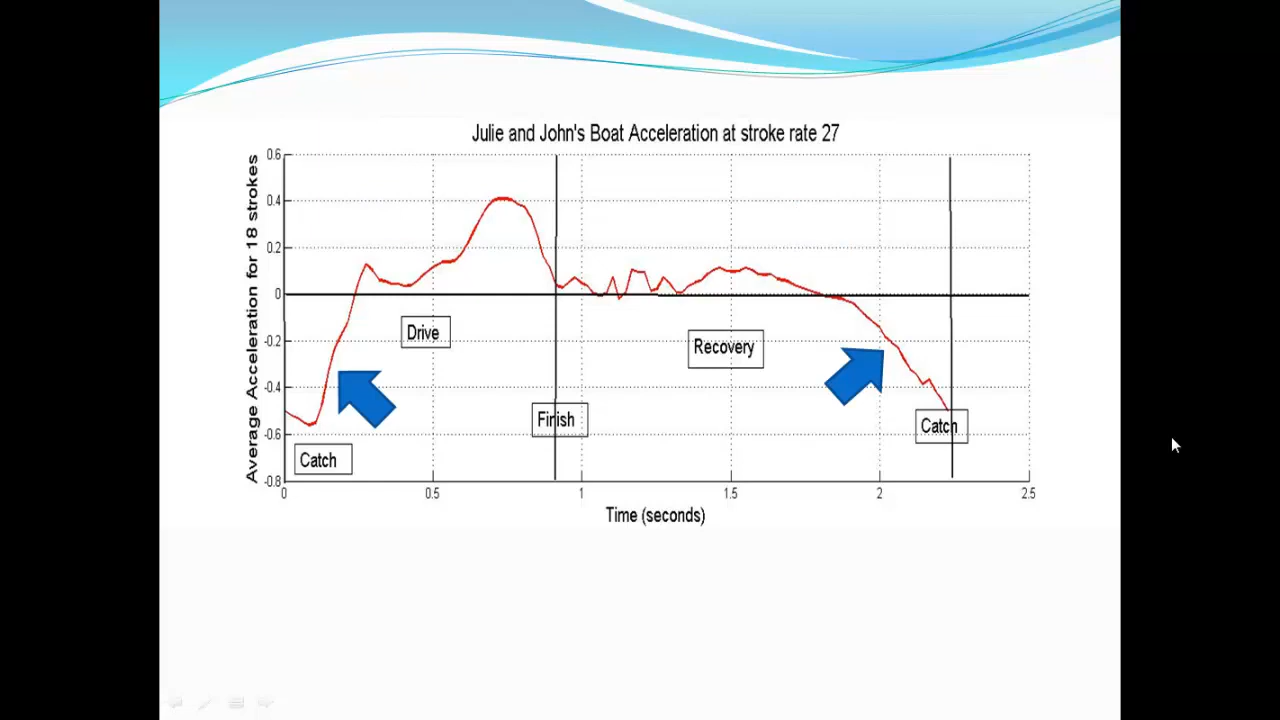 Julie and John's Boat Acceleration at stroke rate 27
Average Acceleration for 18 strokes
0.6
0.4
0.2
0
-0.2
-0.4
-0.6
-0.8
Drive
Recovery
Finish
Catch
Catch
0
0.5
1
1.5
2
2.5
Time (seconds)